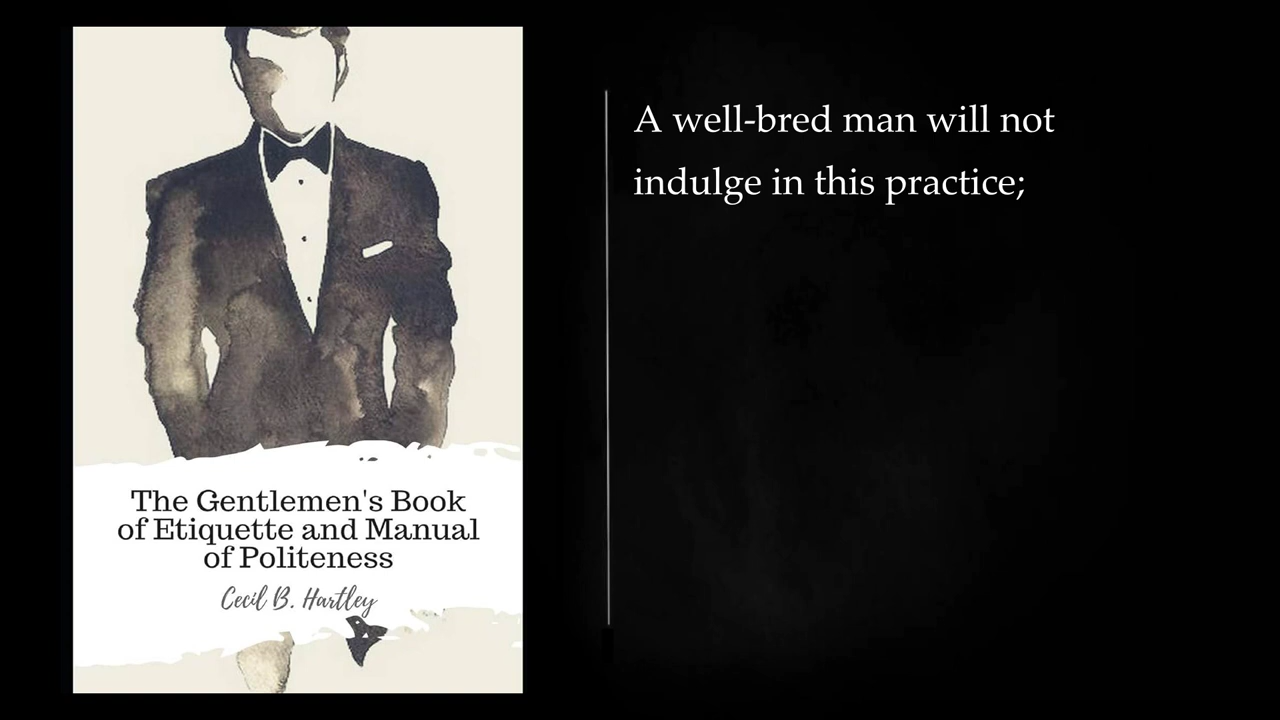 The Gentlemen's Book
of Etiquette and Manual
of Politeness
Cecil B. Hartley
A well-bred man will not
indulge in this practice;